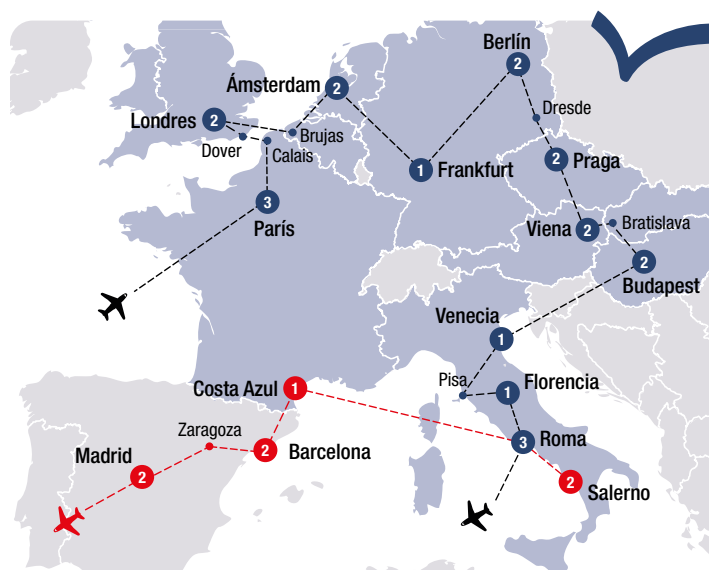 Berlín
2
Ámsterdam
2
Dresde
Londres
2
Brujas
Dover
Calais
1
Frankfurt
2
Praga
3
París
Viena
2
Bratislava
2
Budapest
Venecia
1
Pisa
1
Florencia
Costa Azul
1
Zaragoza
3
Roma
Madrid
2
2
Barcelona
2
Salerno